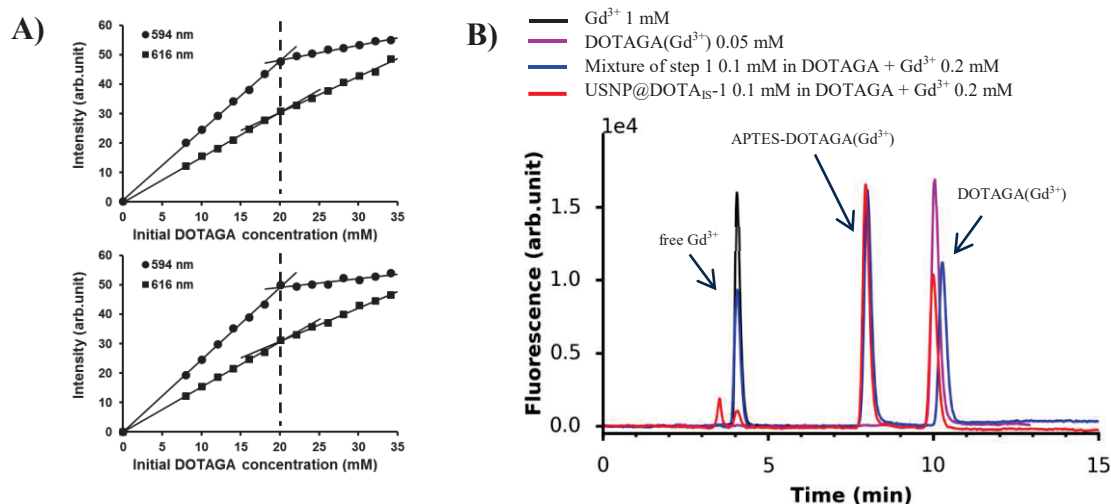 A)
60
50
40
30
20
10
0
Intensity (arb.unit)
594 nm
616 nm
0 5 10 15 20 25 30 35
Initial DOTAGA concentration (mM)
60
50
40
30
20
10
0
Intensity (arb.unit)
594 nm
616 nm
0 5 10 15 20 25 30 35
Initial DOTAGA concentration (mM)
B)
Gd³⁺ 1 mM
DOTAGA(Gd³⁺) 0.05 mM
Mixture of step 1 0.1 mM in DOTAGA + Gd³⁺ 0.2 mM
USNP@DOTA_IS-1 0.1 mM in DOTAGA + Gd³⁺ 0.2 mM
1e4
APTES-DOTAGA(Gd³⁺)
DOTAGA(Gd³⁺)
free Gd³⁺
1.5
1.0
0.5
0.0
Fluorescence (arb.unit)
0 5 10 15
Time (min)